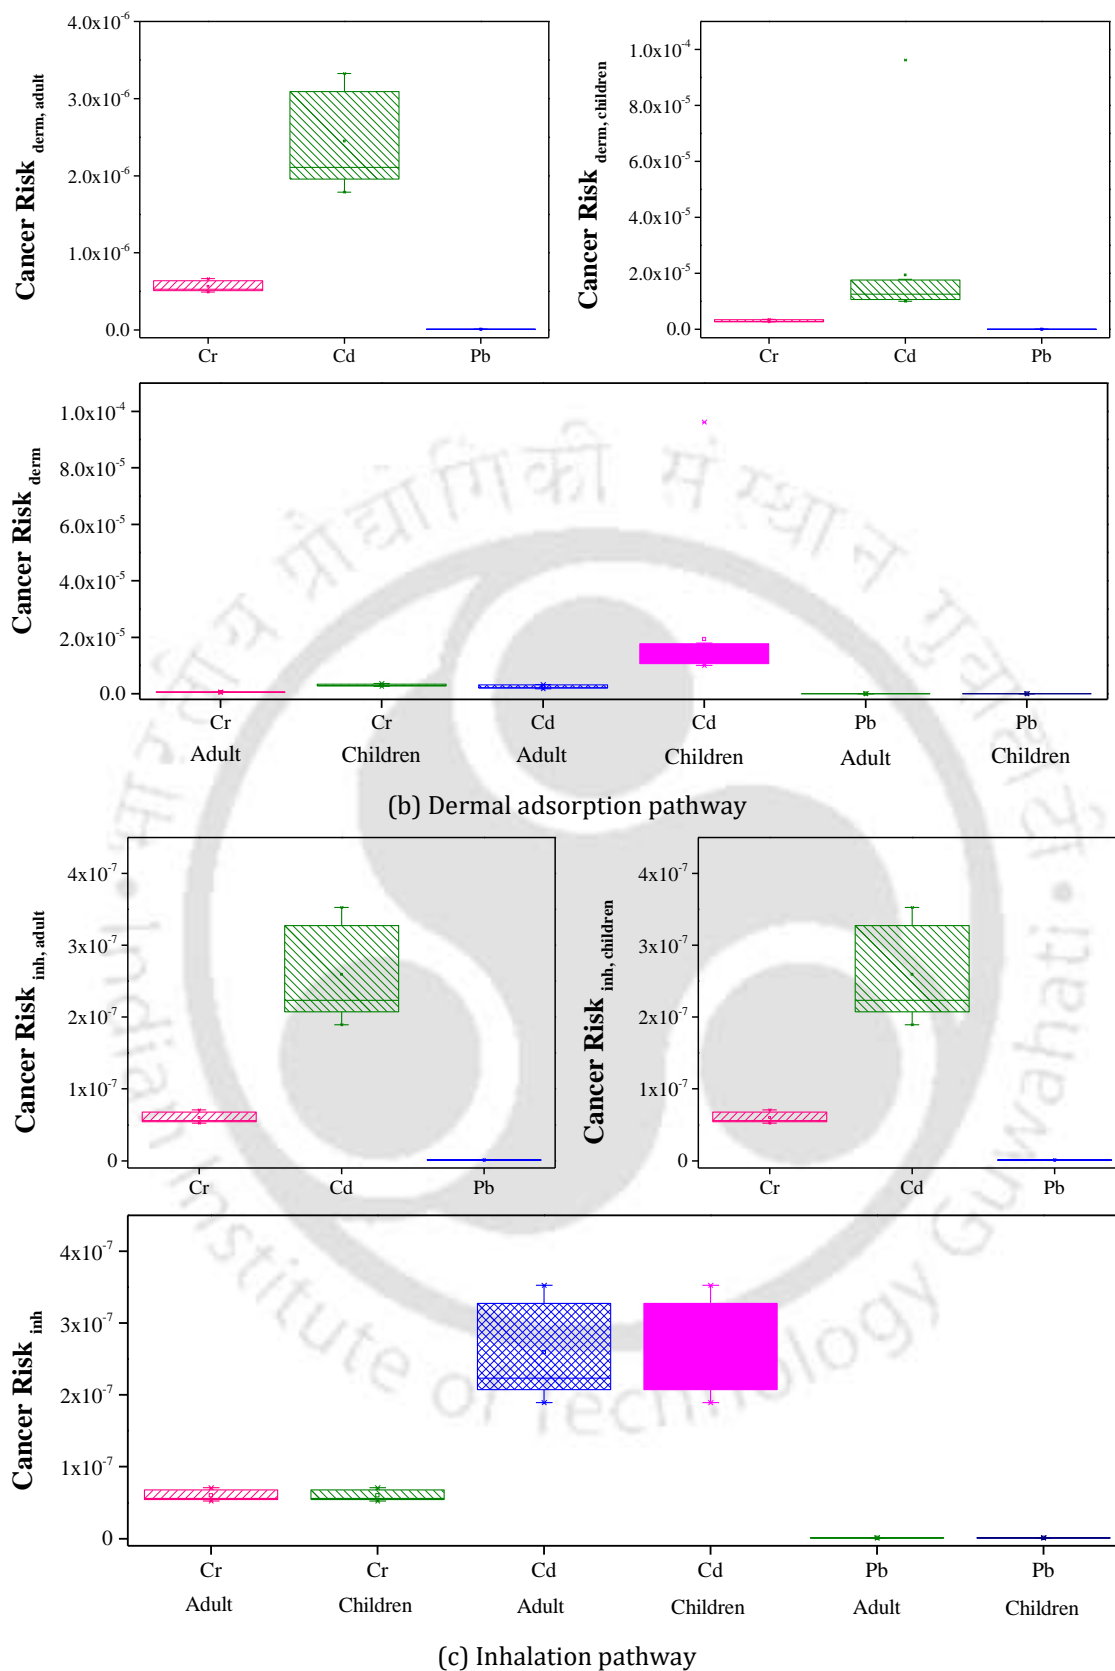 4.0x10-6
3.0x10-6
2.0x10-6
1.0x10-6
0.0
Cancer Risk derm, adult
Cr Cd Pb
1.0x10-4
8.0x10-5
6.0x10-5
4.0x10-5
2.0x10-5
0.0
Cancer Risk derm, children
Cr Cd Pb
1.0x10-4
8.0x10-5
6.0x10-5
4.0x10-5
2.0x10-5
0.0
Cancer Risk derm
Cr Cr Cd Cd Pb Pb
Adult Children Adult Children Adult Children
(b) Dermal adsorption pathway
4x10-7
3x10-7
2x10-7
1x10-7
0
Cancer Risk inh, adult
Cr Cd Pb
4x10-7
3x10-7
2x10-7
1x10-7
0
Cancer Risk inh, children
Cr Cd Pb
4x10-7
3x10-7
2x10-7
1x10-7
0
Cancer Risk inh
Cr Cr Cd Cd Pb Pb
Adult Children Adult Children Adult Children
(c) Inhalation pathway
Indian Institute of Technology Guwahati